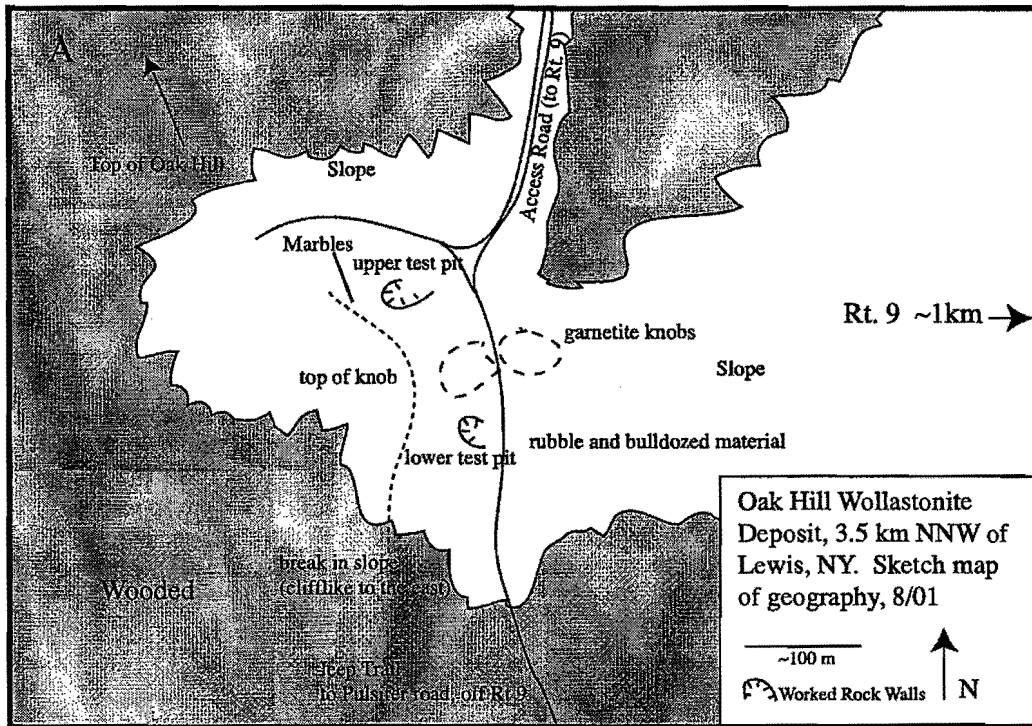 A
Top of Oak Hill
Slope
Access Road (to Rt. 9)
Marbles
upper test pit
Rt. 9 ~1km
garnetite knobs
top of knob
Slope
rubble and bulldozed material
lower test pit
break in slope
(clifflike to the east)
Wooded
Jeep Trail
to Pulsifer road, off Rt.9
Oak Hill Wollastonite
Deposit, 3.5 km NNW of
Lewis, NY. Sketch map
of geography, 8/01
~100 m
Worked Rock Walls
N